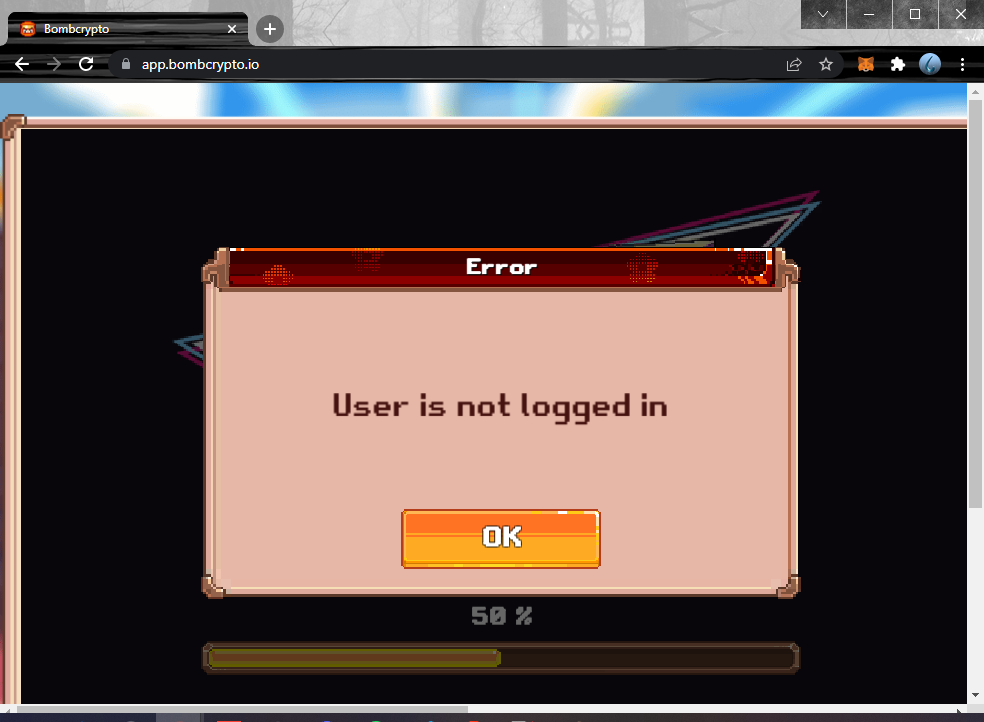 Bombcrypto
app.bombcrypto.io
Error
User is not logged in
OK
50 %